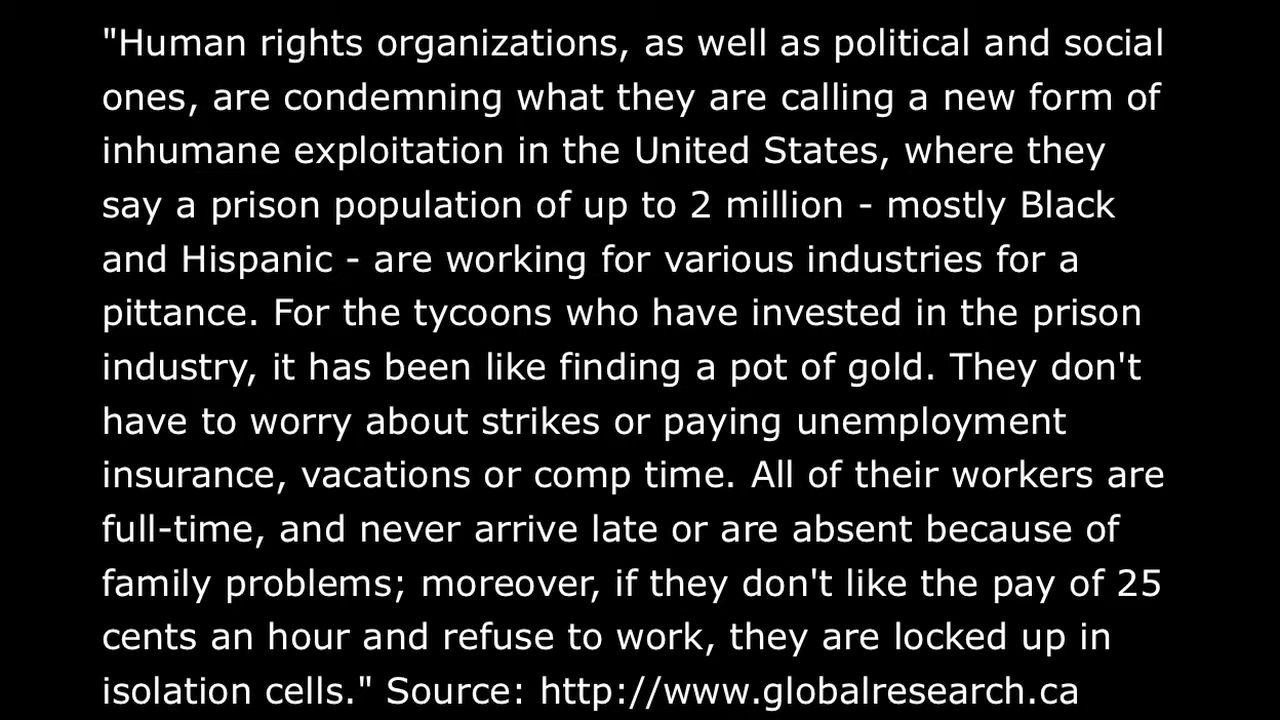 "Human rights organizations, as well as political and social
ones, are condemning what they are calling a new form of
inhumane exploitation in the United States, where they
say a prison population of up to 2 million - mostly Black
and Hispanic - are working for various industries for a
pittance. For the tycoons who have invested in the prison
industry, it has been like finding a pot of gold. They don't
have to worry about strikes or paying unemployment
insurance, vacations or comp time. All of their workers are
full-time, and never arrive late or are absent because of
family problems; moreover, if they don't like the pay of 25
cents an hour and refuse to work, they are locked up in
isolation cells." Source: http://www.globalresearch.ca